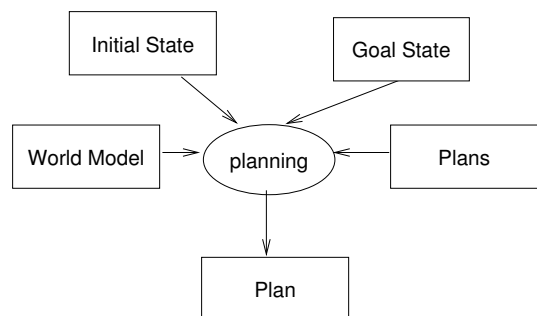 Initial State
Goal State
World Model
planning
Plans
Plan